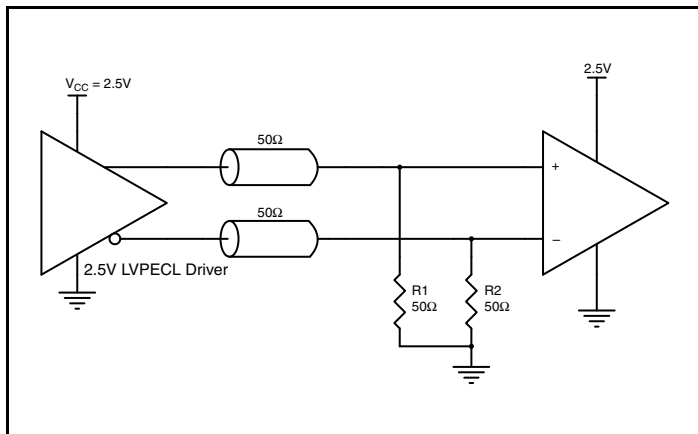 V_CC = 2.5V
2.5V
50Ω
50Ω
+
–
2.5V LVPECL Driver
R1
50Ω
R2
50Ω